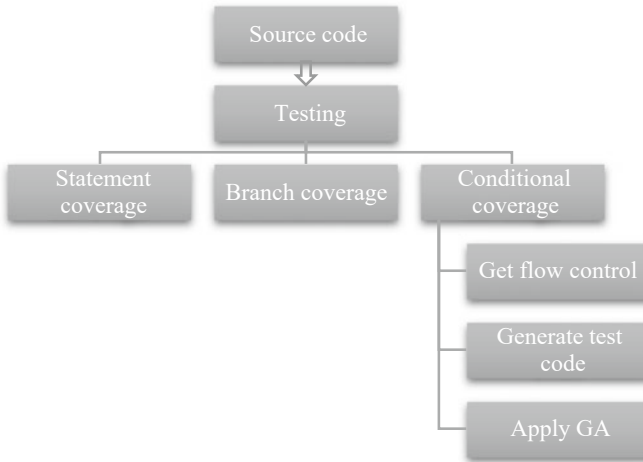 Source code
Testing
Statement
coverage
Branch coverage
Conditional
coverage
Get flow control
Generate test
code
Apply GA